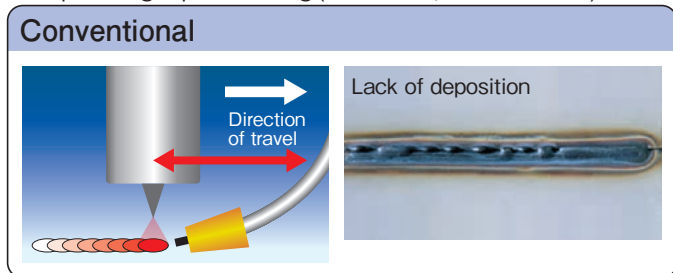 Conventional
Direction
of travel
Lack of deposition